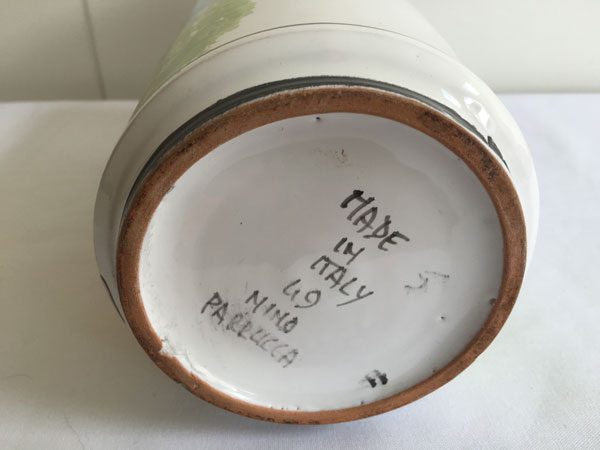 MADE
IN
ITALY
49
NINO
PARRUCCA